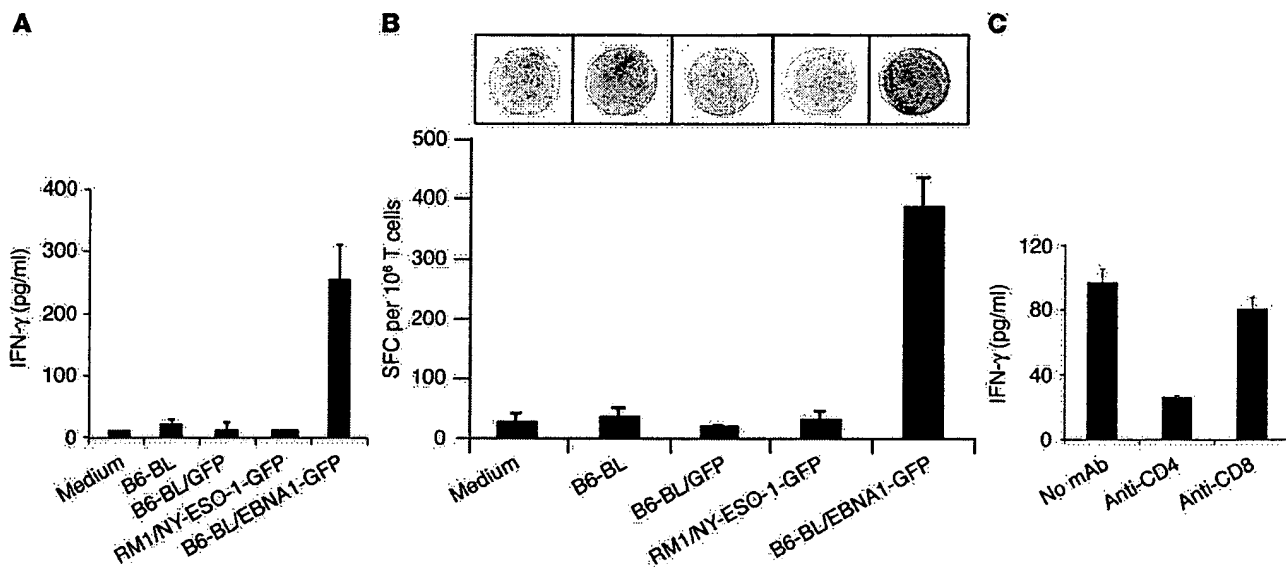 A
IFN-γ (pg/ml)
400
300
200
100
0
Medium
B6-BL
B6-BL/GFP
RM1/NY-ESO-1-GFP
B6-BL/EBNA1-GFP
B
SFC per 10⁶ T cells
500
400
300
200
100
0
Medium
B6-BL
B6-BL/GFP
RM1/NY-ESO-1-GFP
B6-BL/EBNA1-GFP
C
IFN-γ (pg/ml)
120
80
40
0
No mAb
Anti-CD4
Anti-CD8